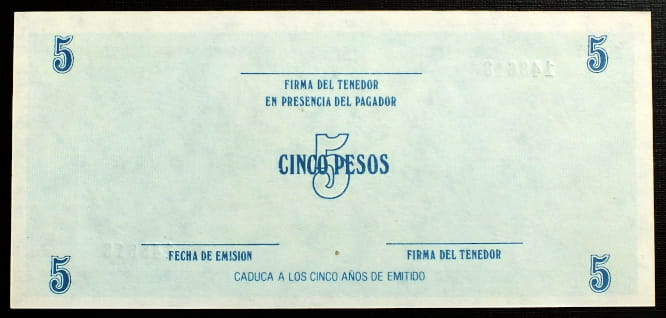 5 5
FIRMA DEL TENEDOR
EN PRESENCIA DEL PAGADOR
5
CINCO PESOS
FECHA DE EMISION FIRMA DEL TENEDOR
5 CADUCA A LOS CINCO AÑOS DE EMITIDO 5